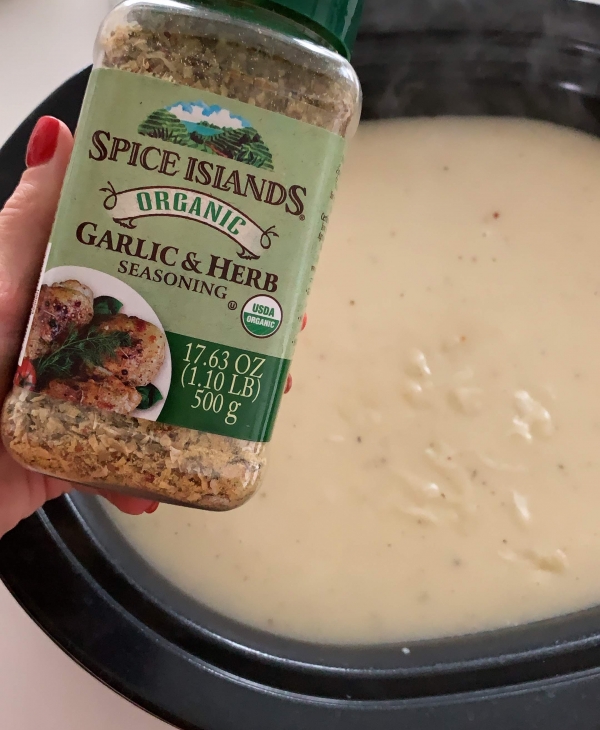 SPICE ISLANDS®
ORGANIC
GARLIC & HERB
SEASONING
USDA
ORGANIC
17.63 OZ
(1.10 LB)
500 g